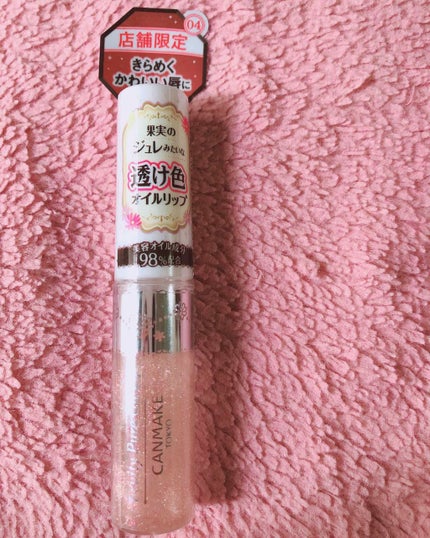 04
店舗限定
きらめく
かわいい唇に
果実の
ジュレみたいな
透け色
オイルリップ
美容オイル成分
98%配合
CANMAKE
TOKYO